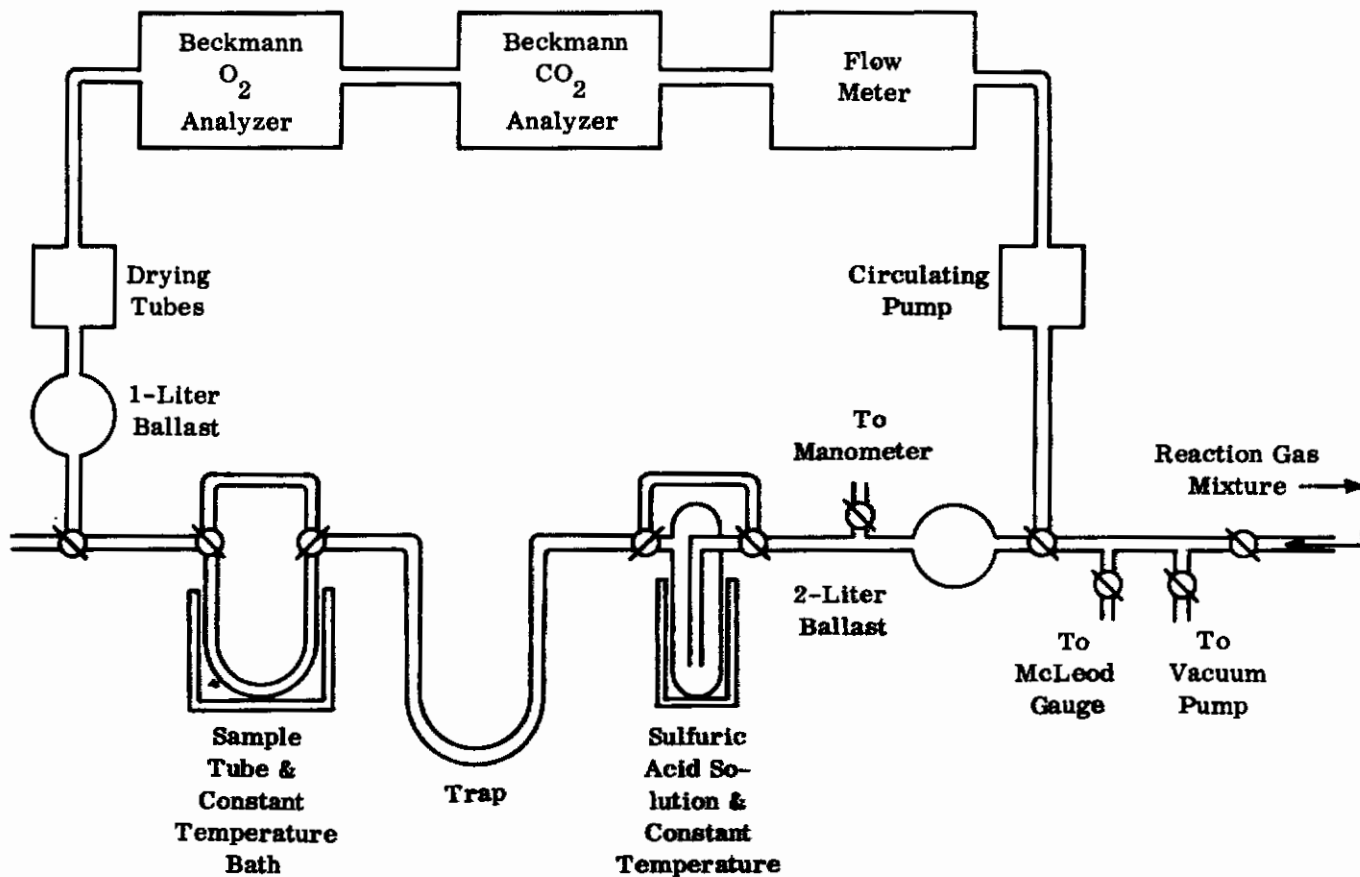 Beckmann
O2
Analyzer
Beckmann
CO2
Analyzer
Flow
Meter
Drying
Tubes
Circulating
Pump
1-Liter
Ballast
To
Manometer
Reaction Gas
Mixture
2-Liter
Ballast
To
McLeod
Gauge
To
Vacuum
Pump
Sample
Tube &
Constant
Temperature
Bath
Trap
Sulfuric
Acid So-
lution &
Constant
Temperature